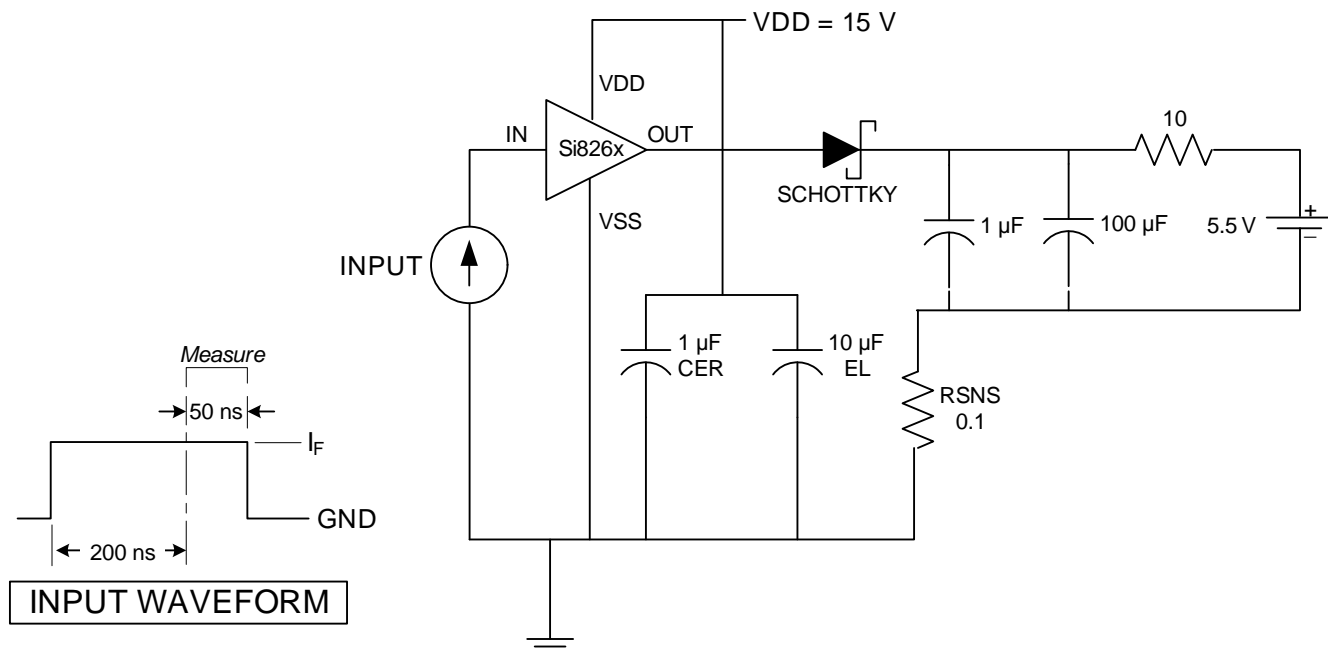 VDD = 15 V
VDD
IN
Si826x
OUT
10
SCHOTTKY
VSS
1 µF
100 µF
5.5 V
+
–
INPUT
1 µF
CER
10 µF
EL
RSNS
0.1
Measure
50 ns
IF
GND
200 ns
INPUT WAVEFORM